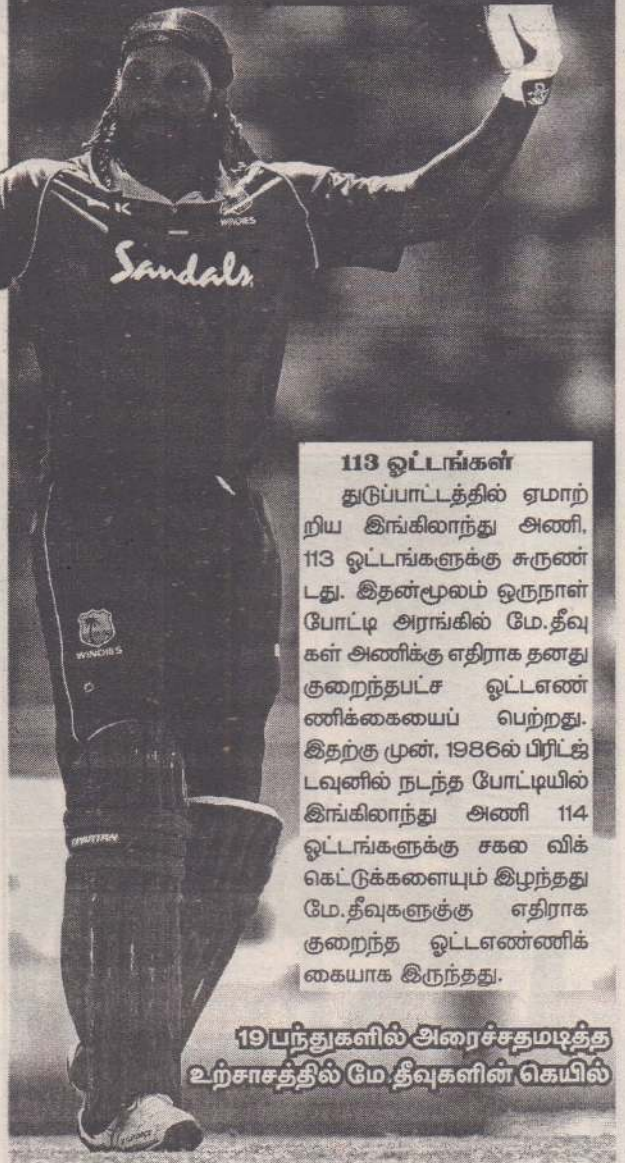 WINDIES
Sandals
113 ஓட்டங்கள்
துடுப்பாட்டத்தில் ஏமாற்
றிய இங்கிலாந்து அணி,
113 ஓட்டங்களுக்கு சுருண்
டது. இதன்மூலம் ஒருநாள்
போட்டி அரங்கில் மே.தீவு
கள் அணிக்கு எதிராக தனது
குறைந்தபட்ச ஓட்டஎண்
ணிக்கையைப் பெற்றது.
இதற்கு முன், 1986ல் பிரிட்ஜ்
டவுனில் நடந்த போட்டியில்
இங்கிலாந்து அணி 114
ஓட்டங்களுக்கு சகல விக்
கெட்டுக்களையும் இழந்தது
மே.தீவுகளுக்கு எதிராக
குறைந்த ஓட்டஎண்ணிக்
கையாக இருந்தது.
WINDIES
SPARTAN
19 பந்துகளில் அரைச்சதமடித்த
உற்சாசத்தில் மே.தீவுகளின் கெயில்